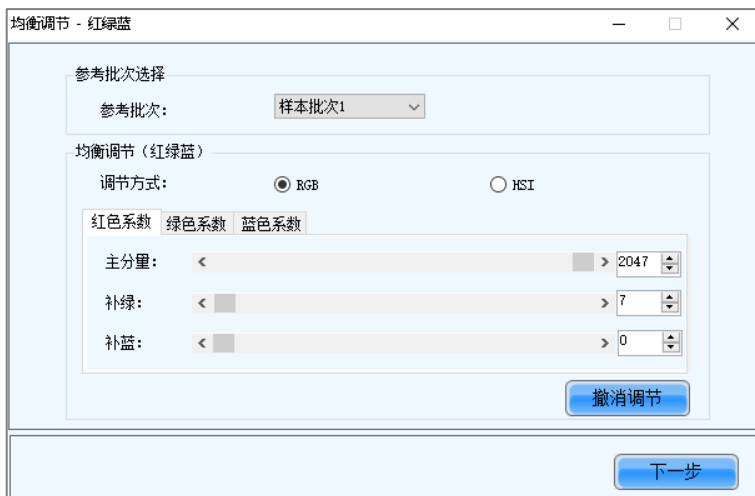 均衡调节 - 红绿蓝
参考批次选择
参考批次： 样本批次1
均衡调节（红绿蓝）
调节方式： RGB HSI
红色系数 绿色系数 蓝色系数
主分量： 2047
补绿： 7
补蓝： 0
撤消调节
下一步